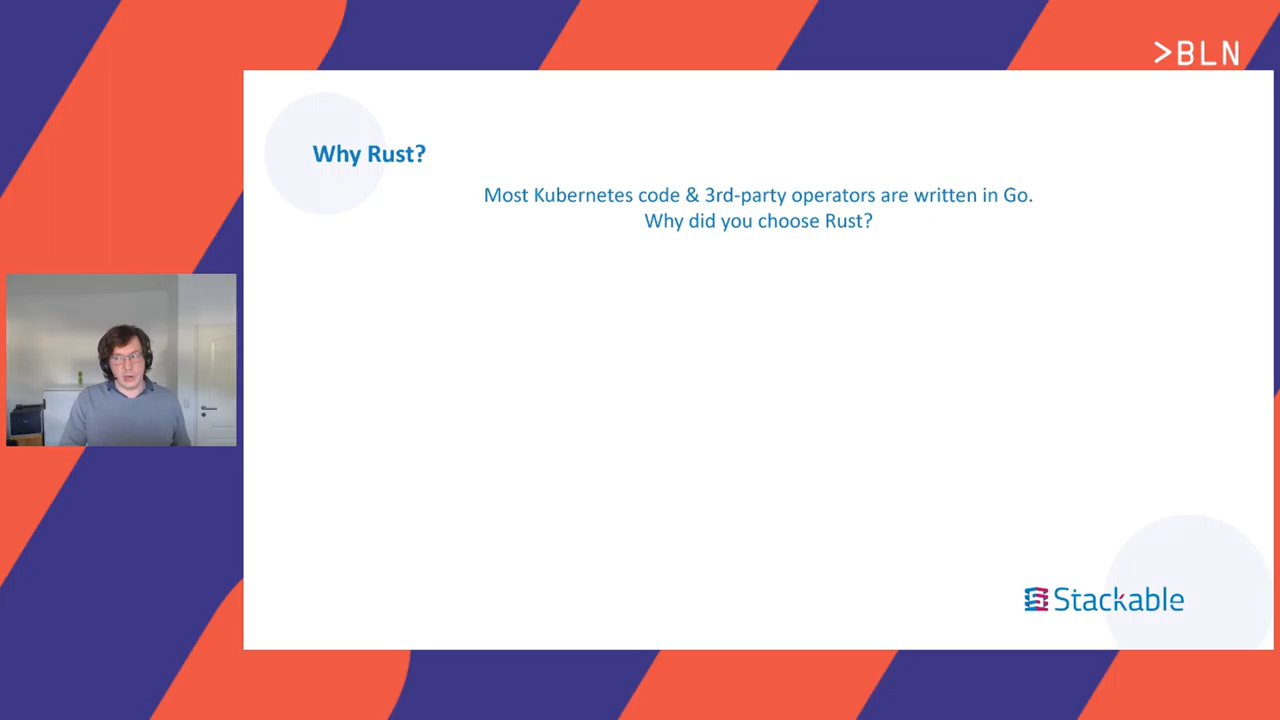 >BLN
Why Rust?
Most Kubernetes code & 3rd-party operators are written in Go.
Why did you choose Rust?
Stackable